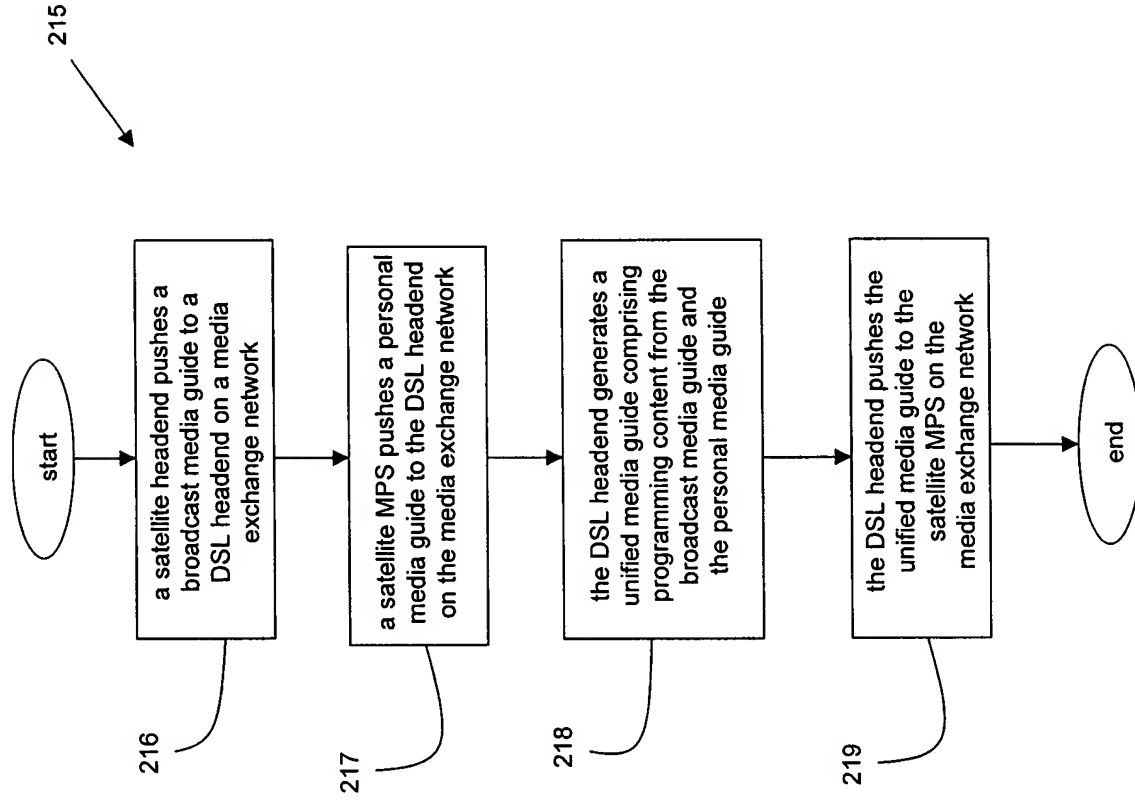 215
start
216
a satellite headend pushes a
broadcast media guide to a
DSL headend on a media
exchange network
217
a satellite MPS pushes a personal
media guide to the DSL headend
on the media exchange network
218
the DSL headend generates a
unified media guide comprising
programming content from the
broadcast media guide and
the personal media guide
219
the DSL headend pushes the
unified media guide to the
satellite MPS on the
media exchange network
end